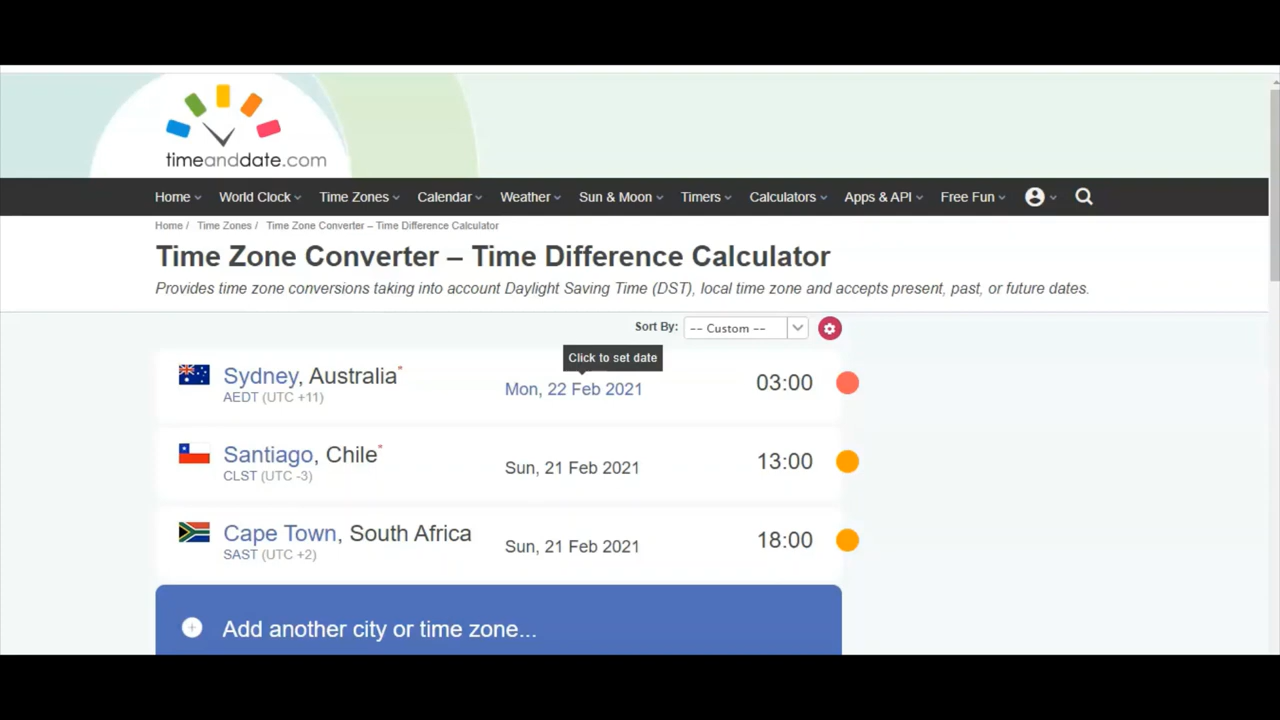 timeanddate.com
Home World Clock Time Zones Calendar Weather Sun & Moon Timers Calculators Apps & API Free Fun
Home / Time Zones / Time Zone Converter – Time Difference Calculator
Time Zone Converter – Time Difference Calculator
Provides time zone conversions taking into account Daylight Saving Time (DST), local time zone and accepts present, past, or future dates.
Sort By: -- Custom --
Click to set date
Sydney, Australia* Mon, 22 Feb 2021 03:00
AEDT (UTC +11)
Santiago, Chile* Sun, 21 Feb 2021 13:00
CLST (UTC -3)
Cape Town, South Africa Sun, 21 Feb 2021 18:00
SAST (UTC +2)
Add another city or time zone...